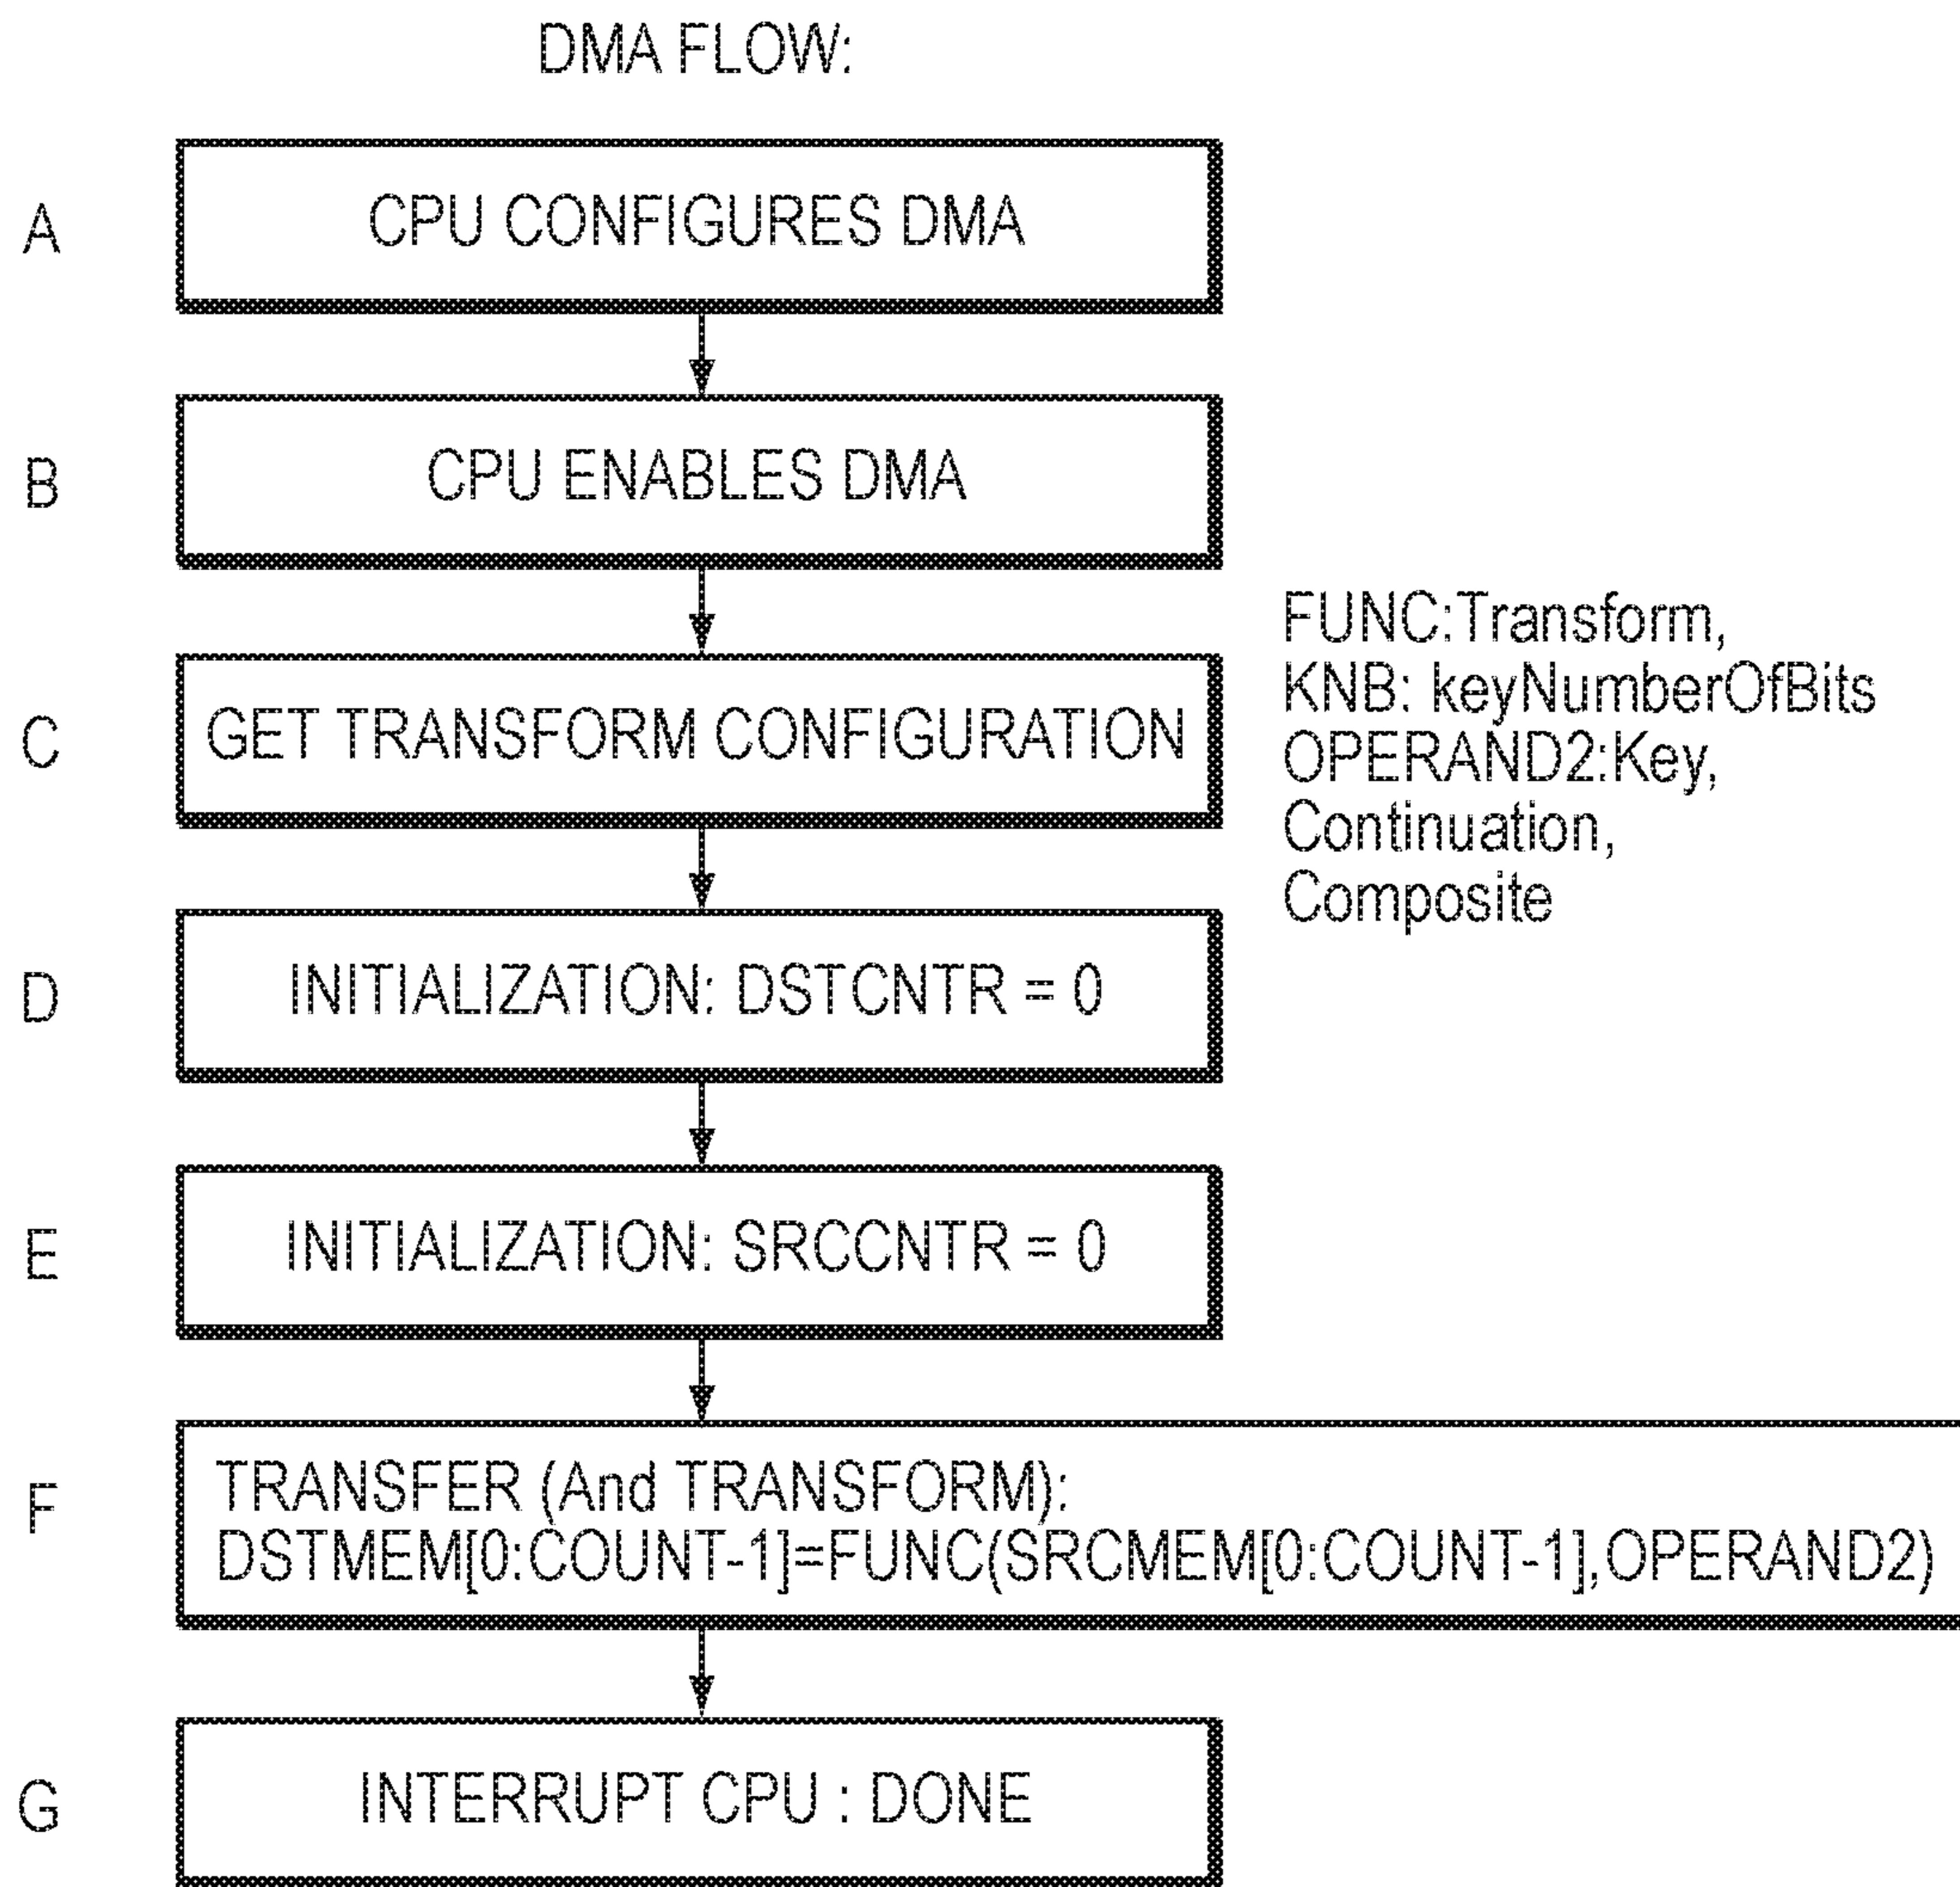 DMA FLOW:
A
CPU CONFIGURES DMA
B
CPU ENABLES DMA
C
GET TRANSFORM CONFIGURATION
FUNC:Transform,
KNB: keyNumberOfBits
OPERAND2:Key,
Continuation,
Composite
D
INITIALIZATION: DSTCNTR = 0
E
INITIALIZATION: SRCCNTR = 0
F
TRANSFER (And TRANSFORM):
DSTMEM[0:COUNT-1]=FUNC(SRCMEM[0:COUNT-1],OPERAND2)
G
INTERRUPT CPU : DONE